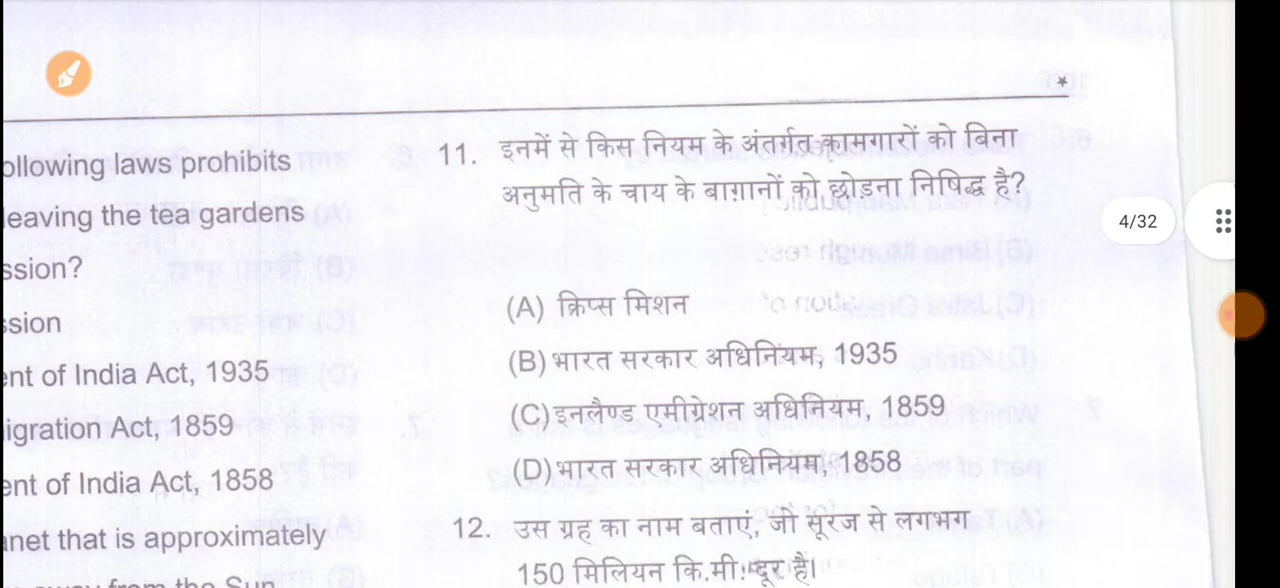 ollowing laws prohibits
leaving the tea gardens
ssion?
ssion
ent of India Act, 1935
igration Act, 1859
ent of India Act, 1858
anet that is approximately
11. इनमें से किस नियम के अंतर्गत कामगारों को बिना
अनुमति के चाय के बाग़ानों को छोड़ना निषिद्ध है?
(A) क्रिप्स मिशन
(B) भारत सरकार अधिनियम, 1935
(C) इनलैण्ड एमीग्रेशन अधिनियम, 1859
(D) भारत सरकार अधिनियम, 1858
12. उस ग्रह का नाम बताएं, जो सूरज से लगभग
150 मिलियन कि.मी. दूर है।
4/32